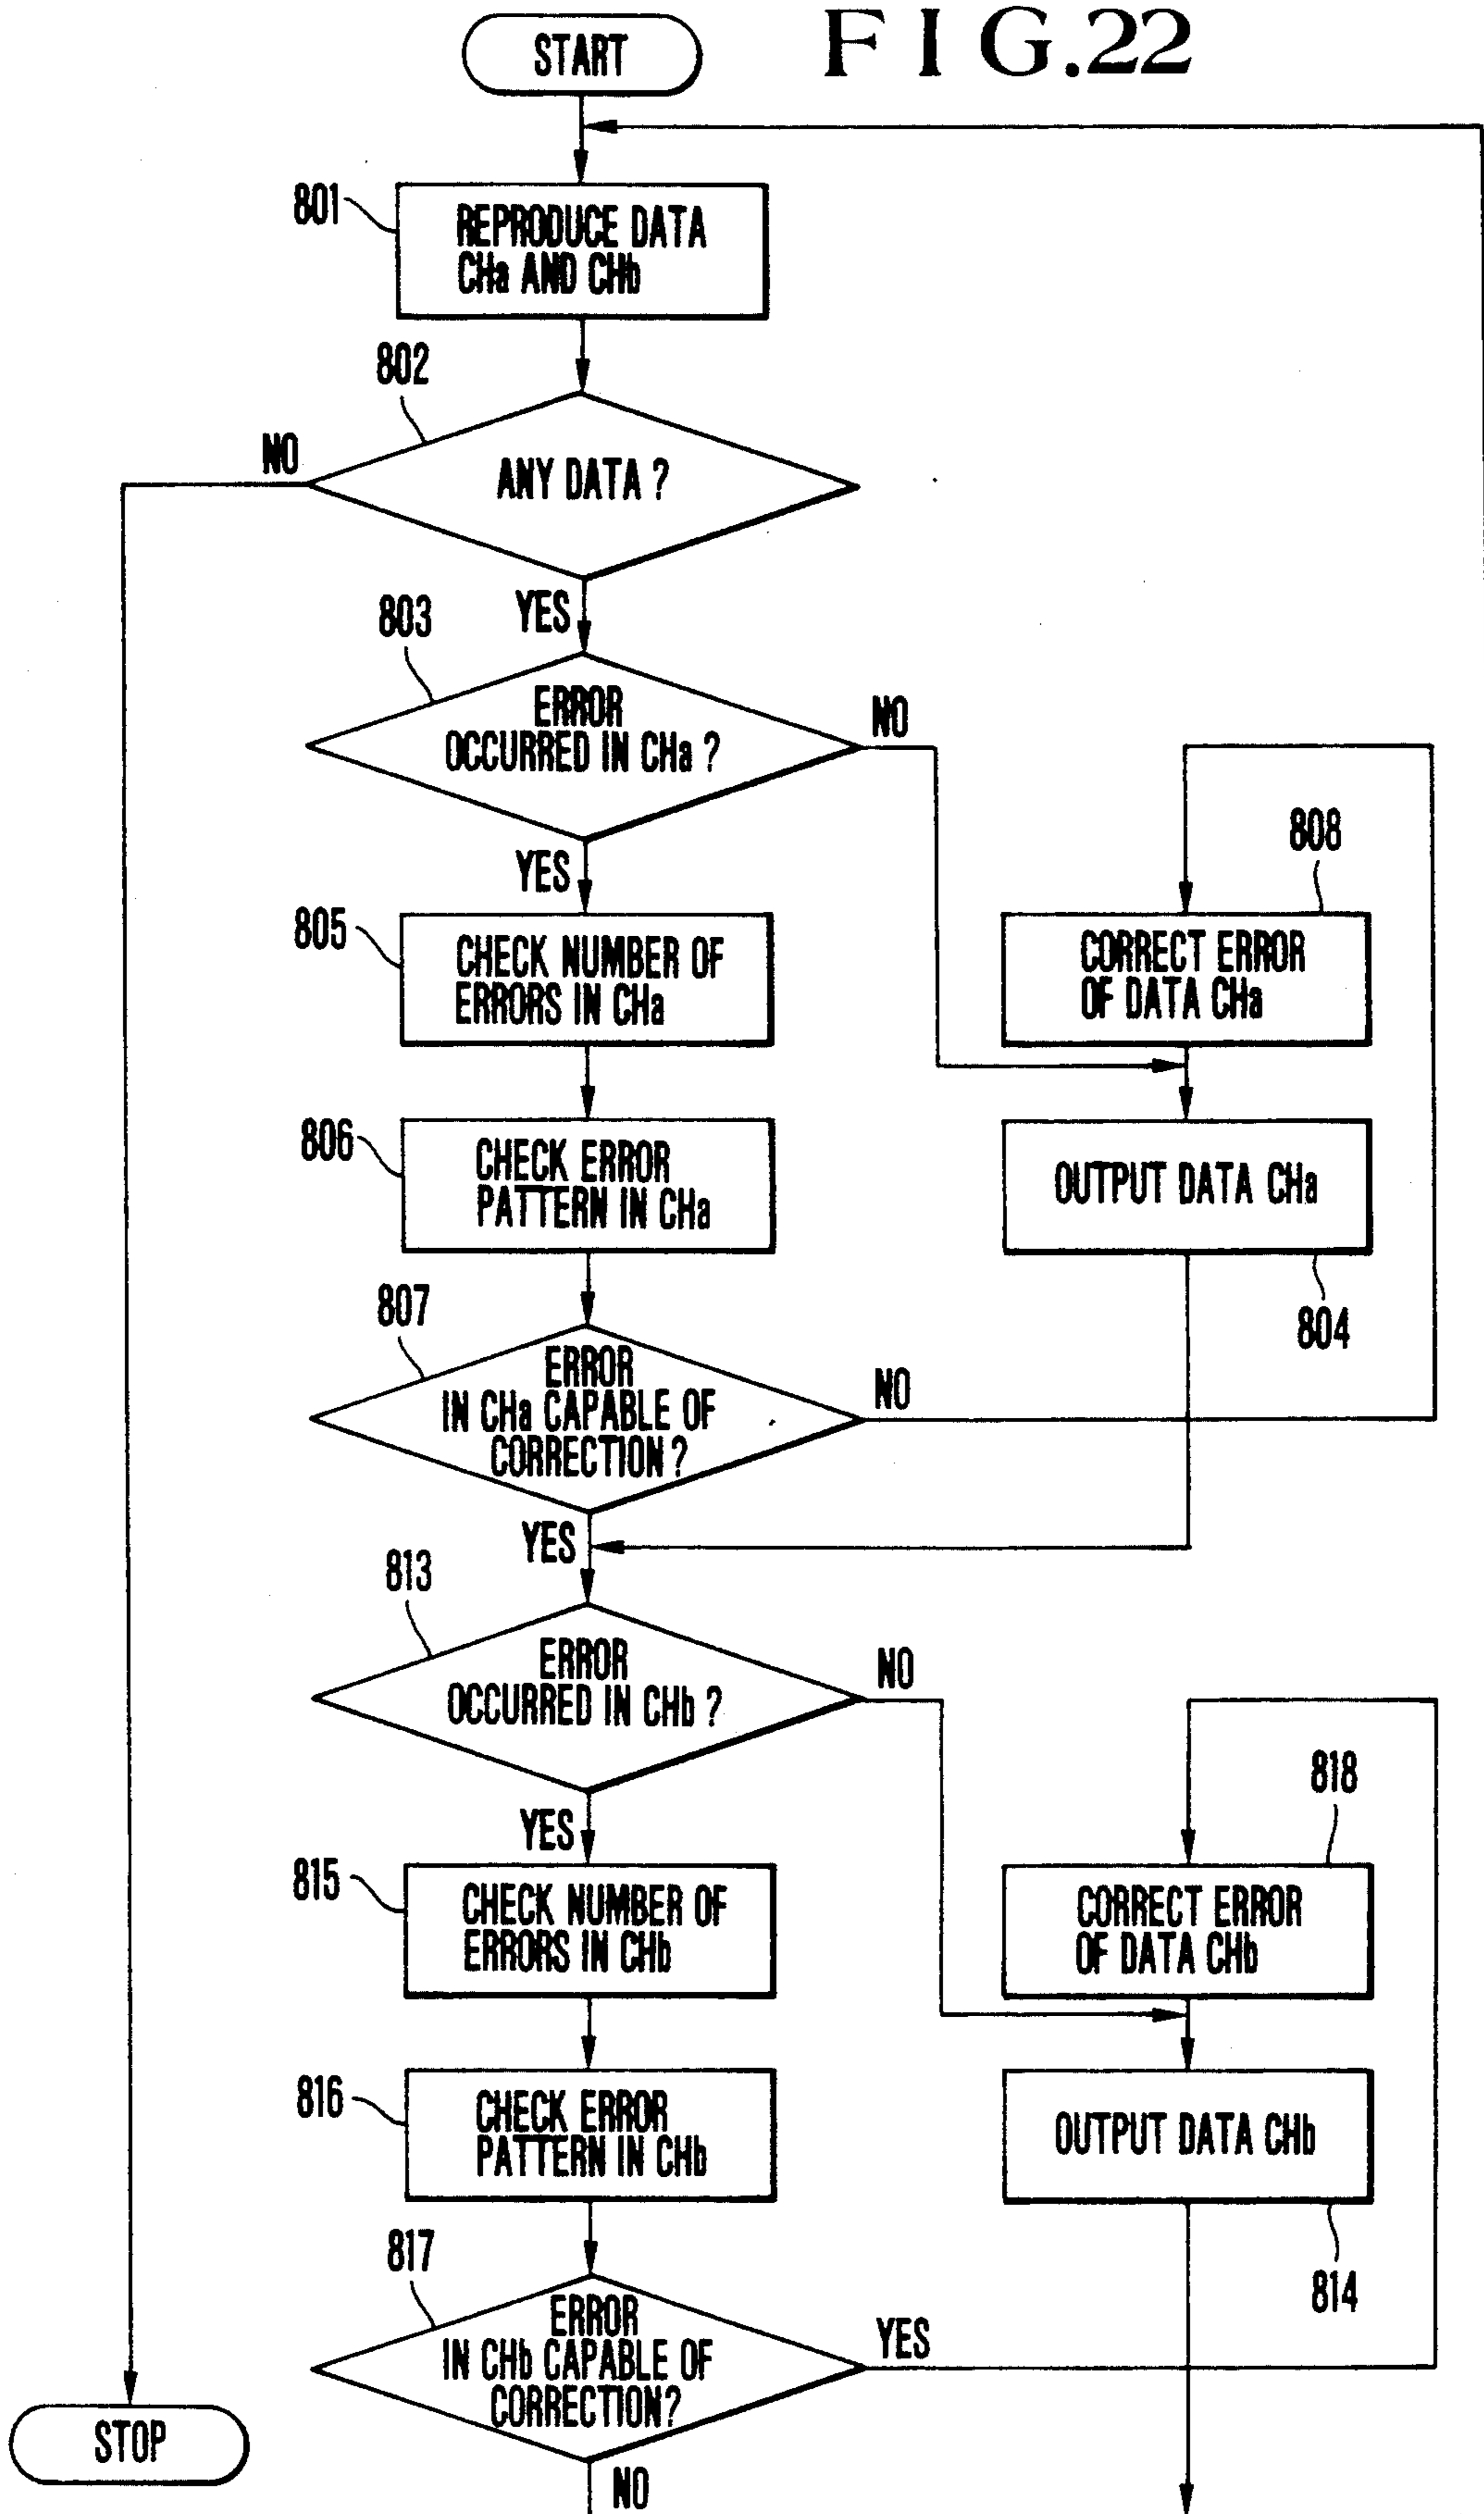 FIG.22
START
801
REPRODUCE DATA
CHa AND CHb
802
NO
ANY DATA ?
YES
803
ERROR
OCCURRED IN CHa ?
NO
YES
808
805
CHECK NUMBER OF
ERRORS IN CHa
CORRECT ERROR
OF DATA CHa
806
CHECK ERROR
PATTERN IN CHa
OUTPUT DATA CHa
804
807
ERROR
IN CHa CAPABLE OF
CORRECTION ?
NO
YES
813
ERROR
OCCURRED IN CHb ?
NO
YES
818
815
CHECK NUMBER OF
ERRORS IN CHb
CORRECT ERROR
OF DATA CHb
816
CHECK ERROR
PATTERN IN CHb
OUTPUT DATA CHb
814
817
ERROR
IN CHb CAPABLE OF
CORRECTION?
YES
STOP
NO